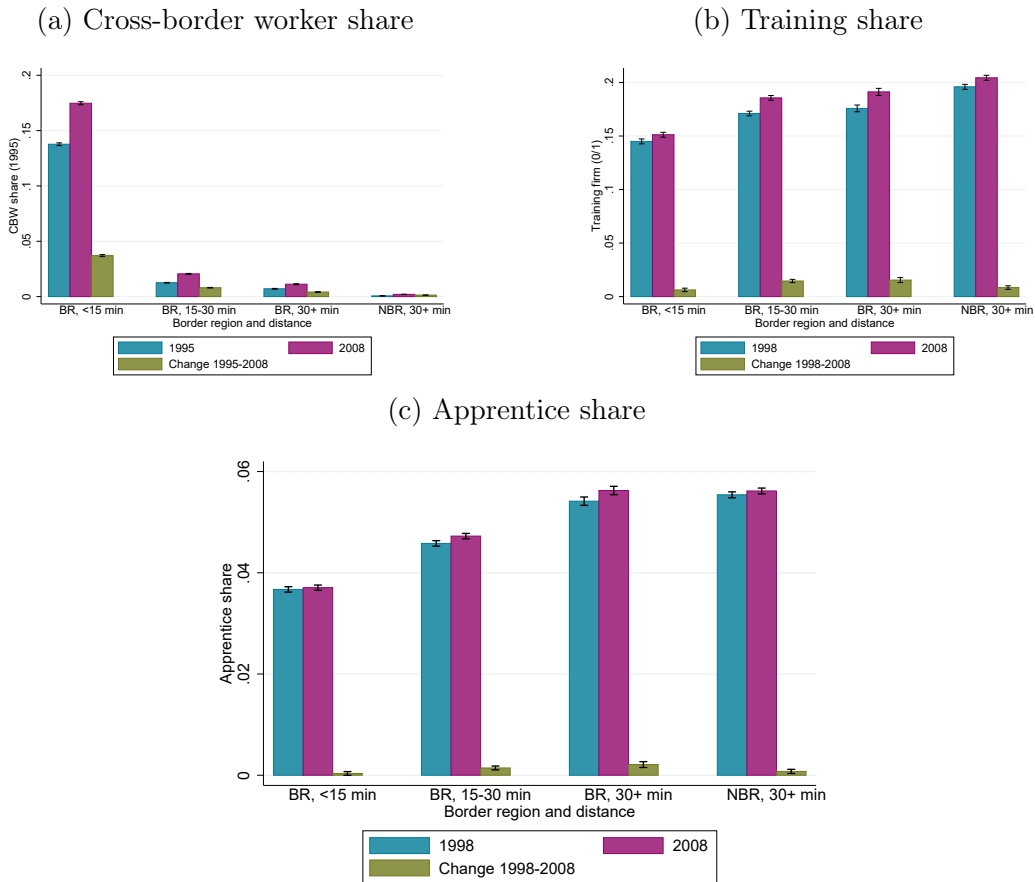 (a) Cross-border worker share
CBW share (1995)
.2
.15
.1
.05
0
BR, <15 min
BR, 15-30 min
BR, 30+ min
NBR, 30+ min
Border region and distance
1995
2008
Change 1995-2008
(b) Training share
Training firm (0/1)
.2
.15
.1
.05
0
BR, <15 min
BR, 15-30 min
BR, 30+ min
NBR, 30+ min
Border region and distance
1998
2008
Change 1998-2008
(c) Apprentice share
Apprentice share
.06
.04
.02
0
BR, <15 min
BR, 15-30 min
BR, 30+ min
NBR, 30+ min
Border region and distance
1998
2008
Change 1998-2008